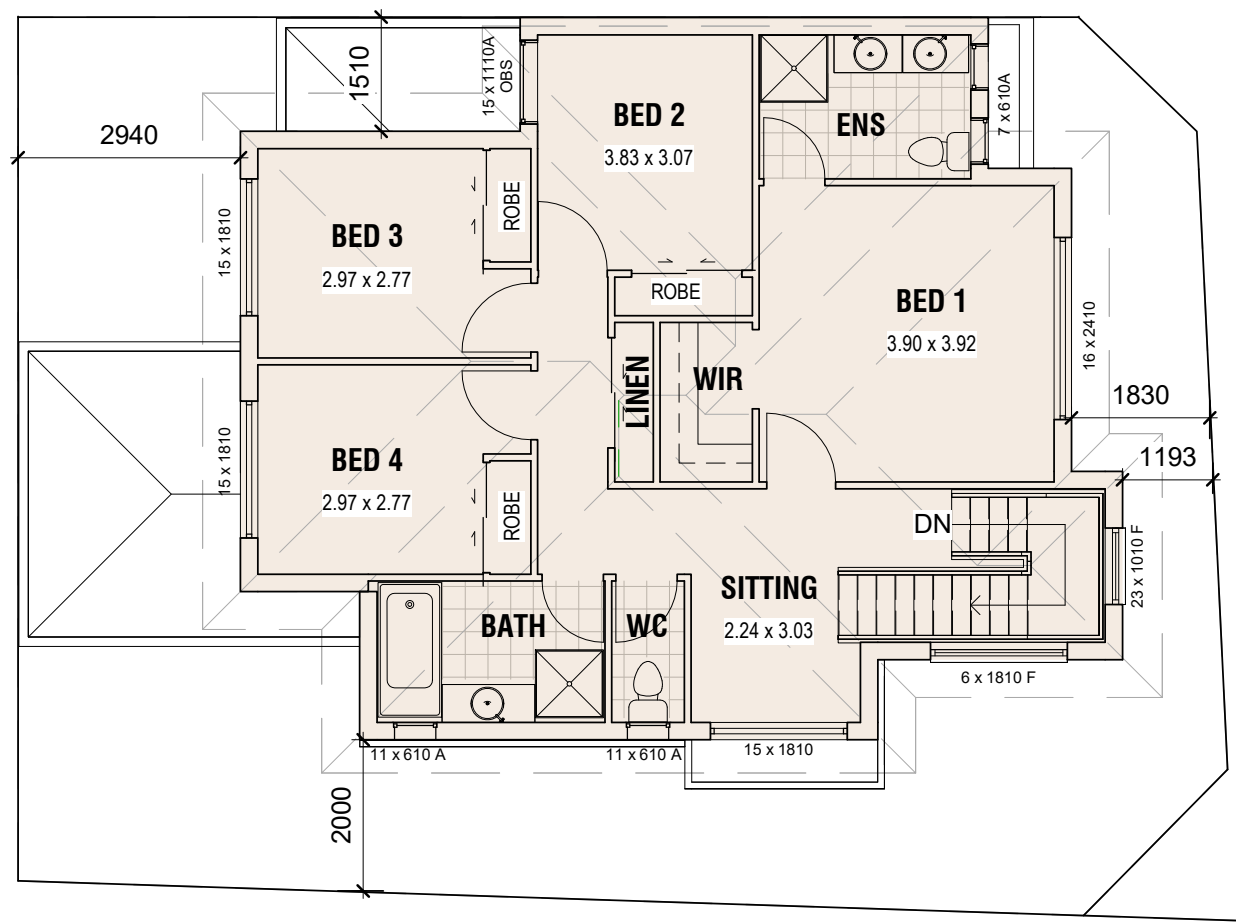 1510
15 x 1110A
OBS
2940
BED 2
3.83 x 3.07
ENS
7 x 610A
ROBE
15 x 1810
BED 3
2.97 x 2.77
ROBE
BED 1
3.90 x 3.92
16 x 2410
LINEN
WIR
1830
1193
15 x 1810
BED 4
2.97 x 2.77
ROBE
DN
23 x 1010 F
SITTING
2.24 x 3.03
BATH
WC
6 x 1810 F
11 x 610 A
11 x 610 A
15 x 1810
2000